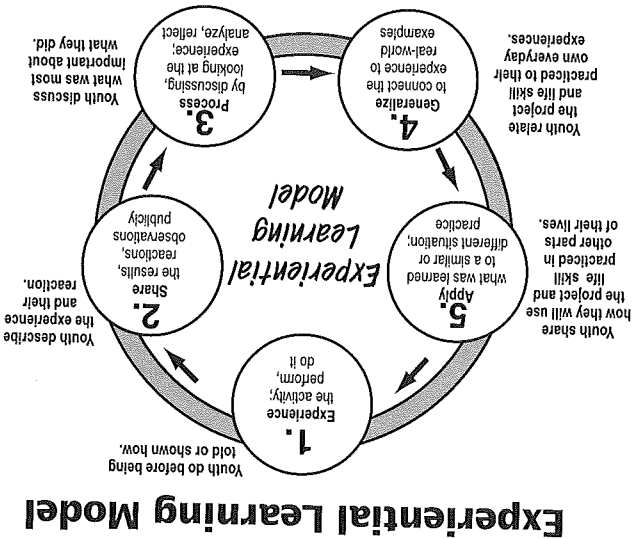 Experiential Learning Model
Youth do before being
told or shown how.
1.
Experience
the activity;
perform,
do it
Youth describe
the experience
and their
reaction.
2.
Share
the results,
reactions,
observations
publicly
Youth discuss
what was most
important about
what they did.
3.
Process
by discussing,
looking at the
experience;
analyze, reflect
4.
Generalize
to connect the
experience to
real-world
examples
Youth relate
the project
and life skill
practiced to their
own everyday
experiences.
5.
Apply
what was learned
to a similar or
different situation;
practice
Youth share
how they will use
the project and
life skill
practiced in
other parts
of their lives.
Experiential
Learning
Model